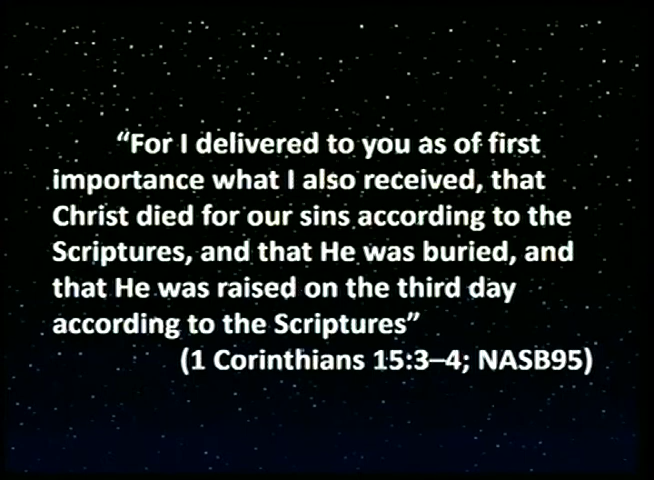 “For I delivered to you as of first
importance what I also received, that
Christ died for our sins according to the
Scriptures, and that He was buried, and
that He was raised on the third day
according to the Scriptures”
(1 Corinthians 15:3–4; NASB95)